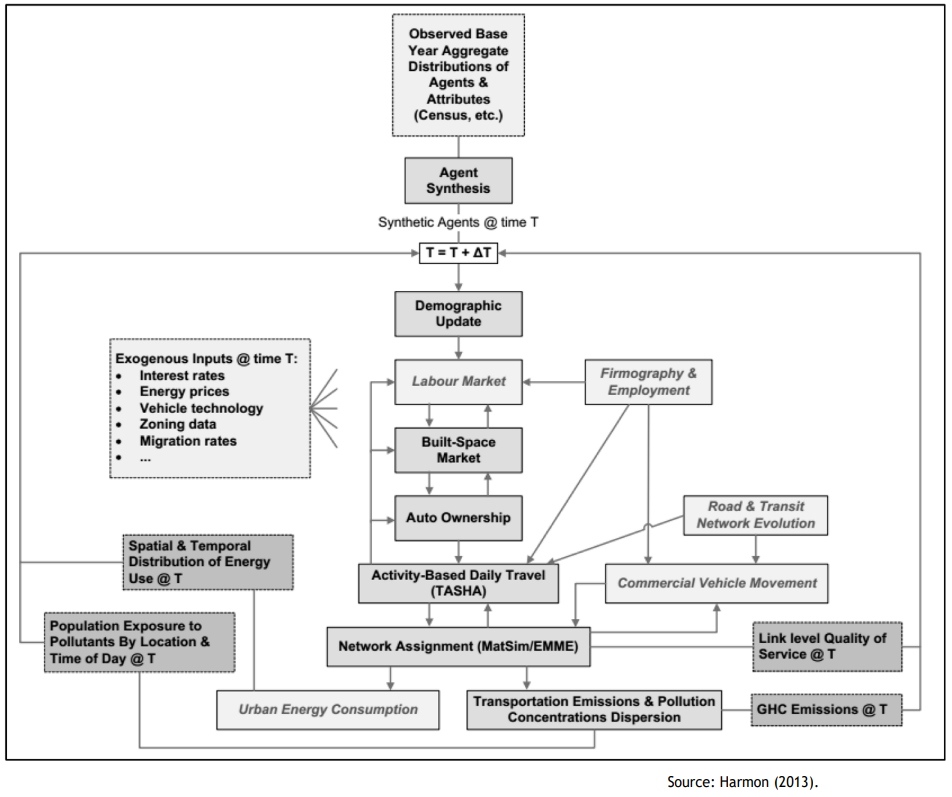 Observed Base
Year Aggregate
Distributions of
Agents &
Attributes
(Census, etc.)
Agent
Synthesis
Synthetic Agents @ time T
T = T + ΔT
Demographic
Update
Exogenous Inputs @ time T:
• Interest rates
• Energy prices
• Vehicle technology
• Zoning data
• Migration rates
• ...
Labour Market
Firmography &
Employment
Built-Space
Market
Auto Ownership
Road & Transit
Network Evolution
Spatial & Temporal
Distribution of Energy
Use @ T
Activity-Based Daily Travel
(TASHA)
Commercial Vehicle Movement
Population Exposure to
Pollutants By Location &
Time of Day @ T
Network Assignment (MatSim/EMME)
Link level Quality of
Service @ T
Urban Energy Consumption
Transportation Emissions & Pollution
Concentrations Dispersion
GHC Emissions @ T
Source: Harmon (2013).